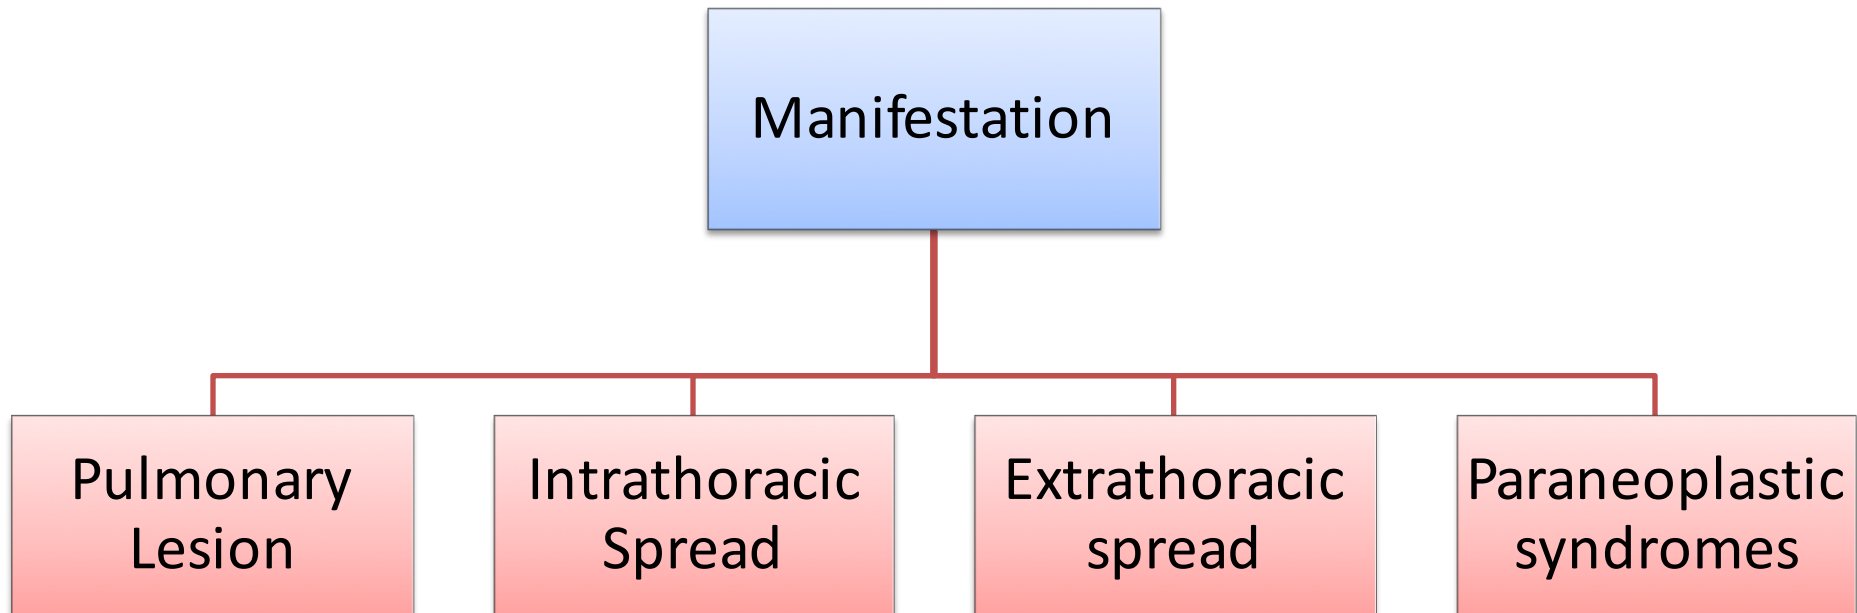 Manifestation
Pulmonary
Lesion
Intrathoracic
Spread
Extrathoracic
spread
Paraneoplastic
syndromes